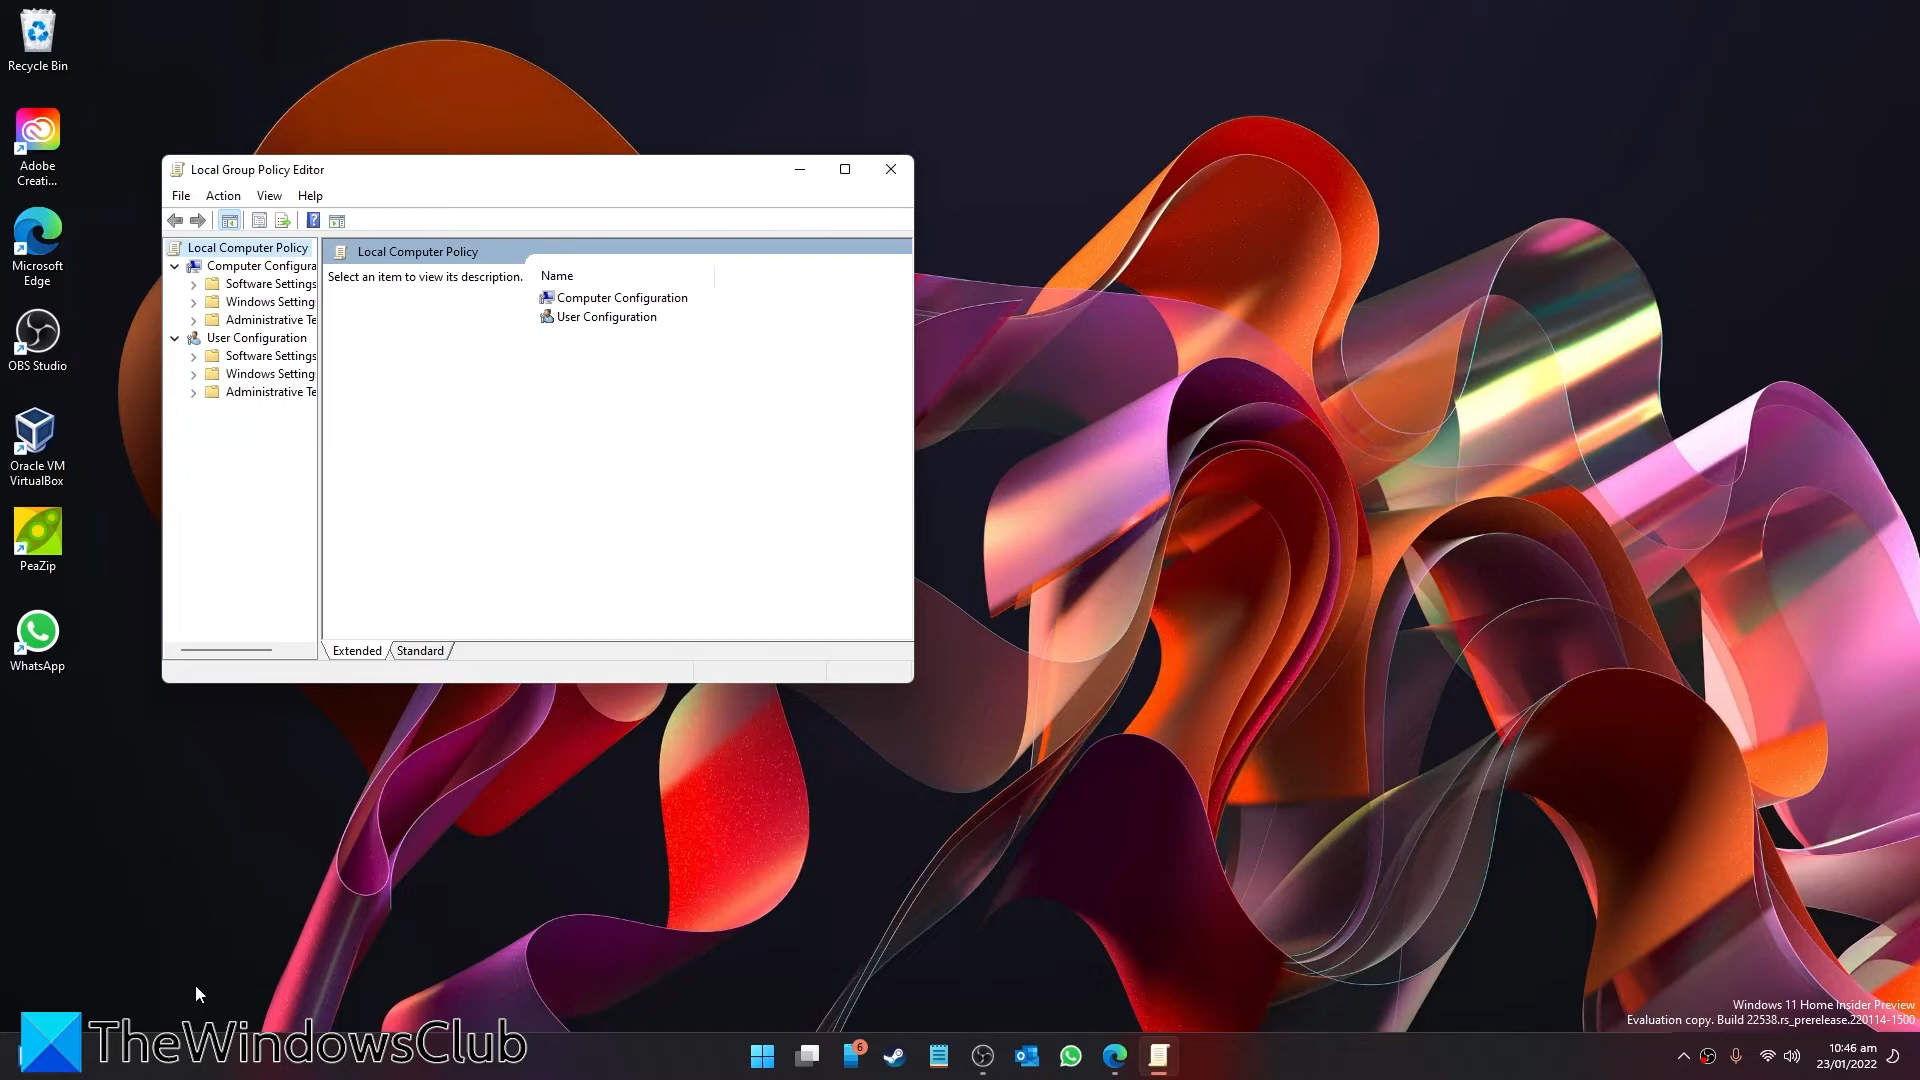 Recycle Bin
Adobe
Creati...
Microsoft
Edge
OBS Studio
Oracle VM
VirtualBox
PeaZip
WhatsApp
Local Group Policy Editor
File Action View Help
Local Computer Policy
Computer Configura
Software Settings
Windows Setting
Administrative Te
User Configuration
Software Settings
Windows Setting
Administrative Te
Local Computer Policy
Select an item to view its description.
Name
Computer Configuration
User Configuration
Extended
Standard
Windows 11 Home Insider Preview
Evaluation copy. Build 22538.rs_prerelease.220114-1500
TheWindowsClub
6
10:46 am
23/01/2022